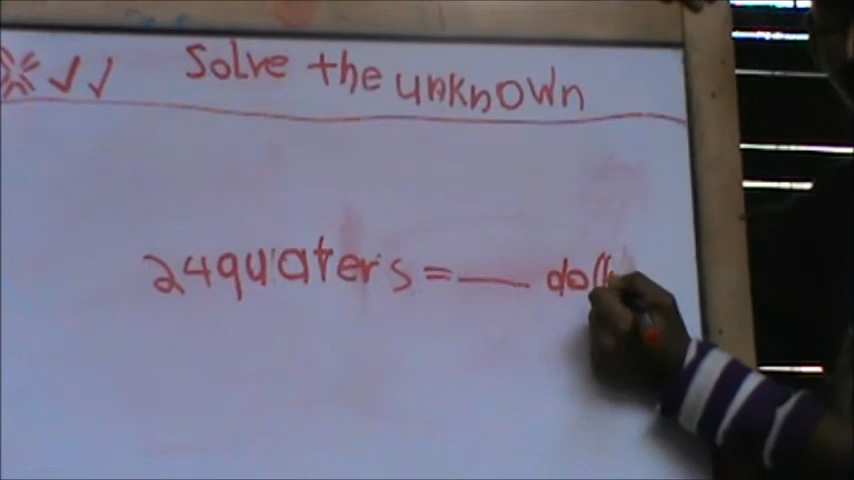 Solve the unknown
24 quaters = ___ doll